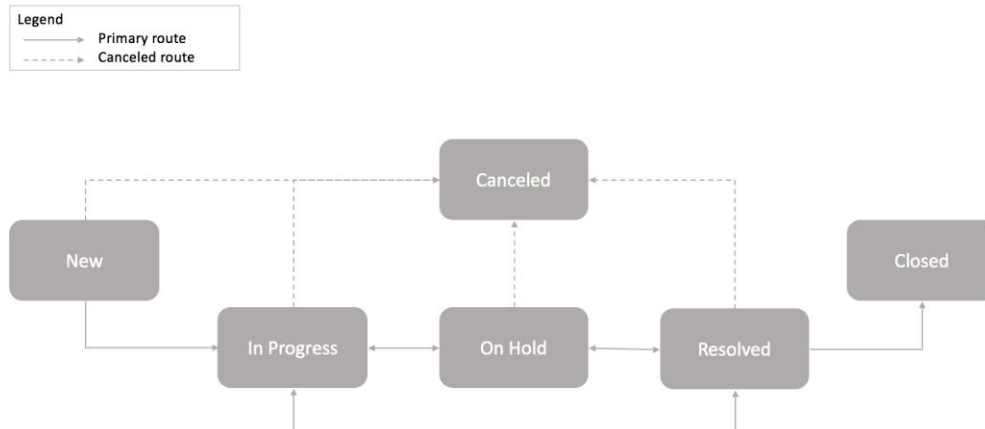 Legend
Primary route
Canceled route
Canceled
New
Closed
In Progress
On Hold
Resolved